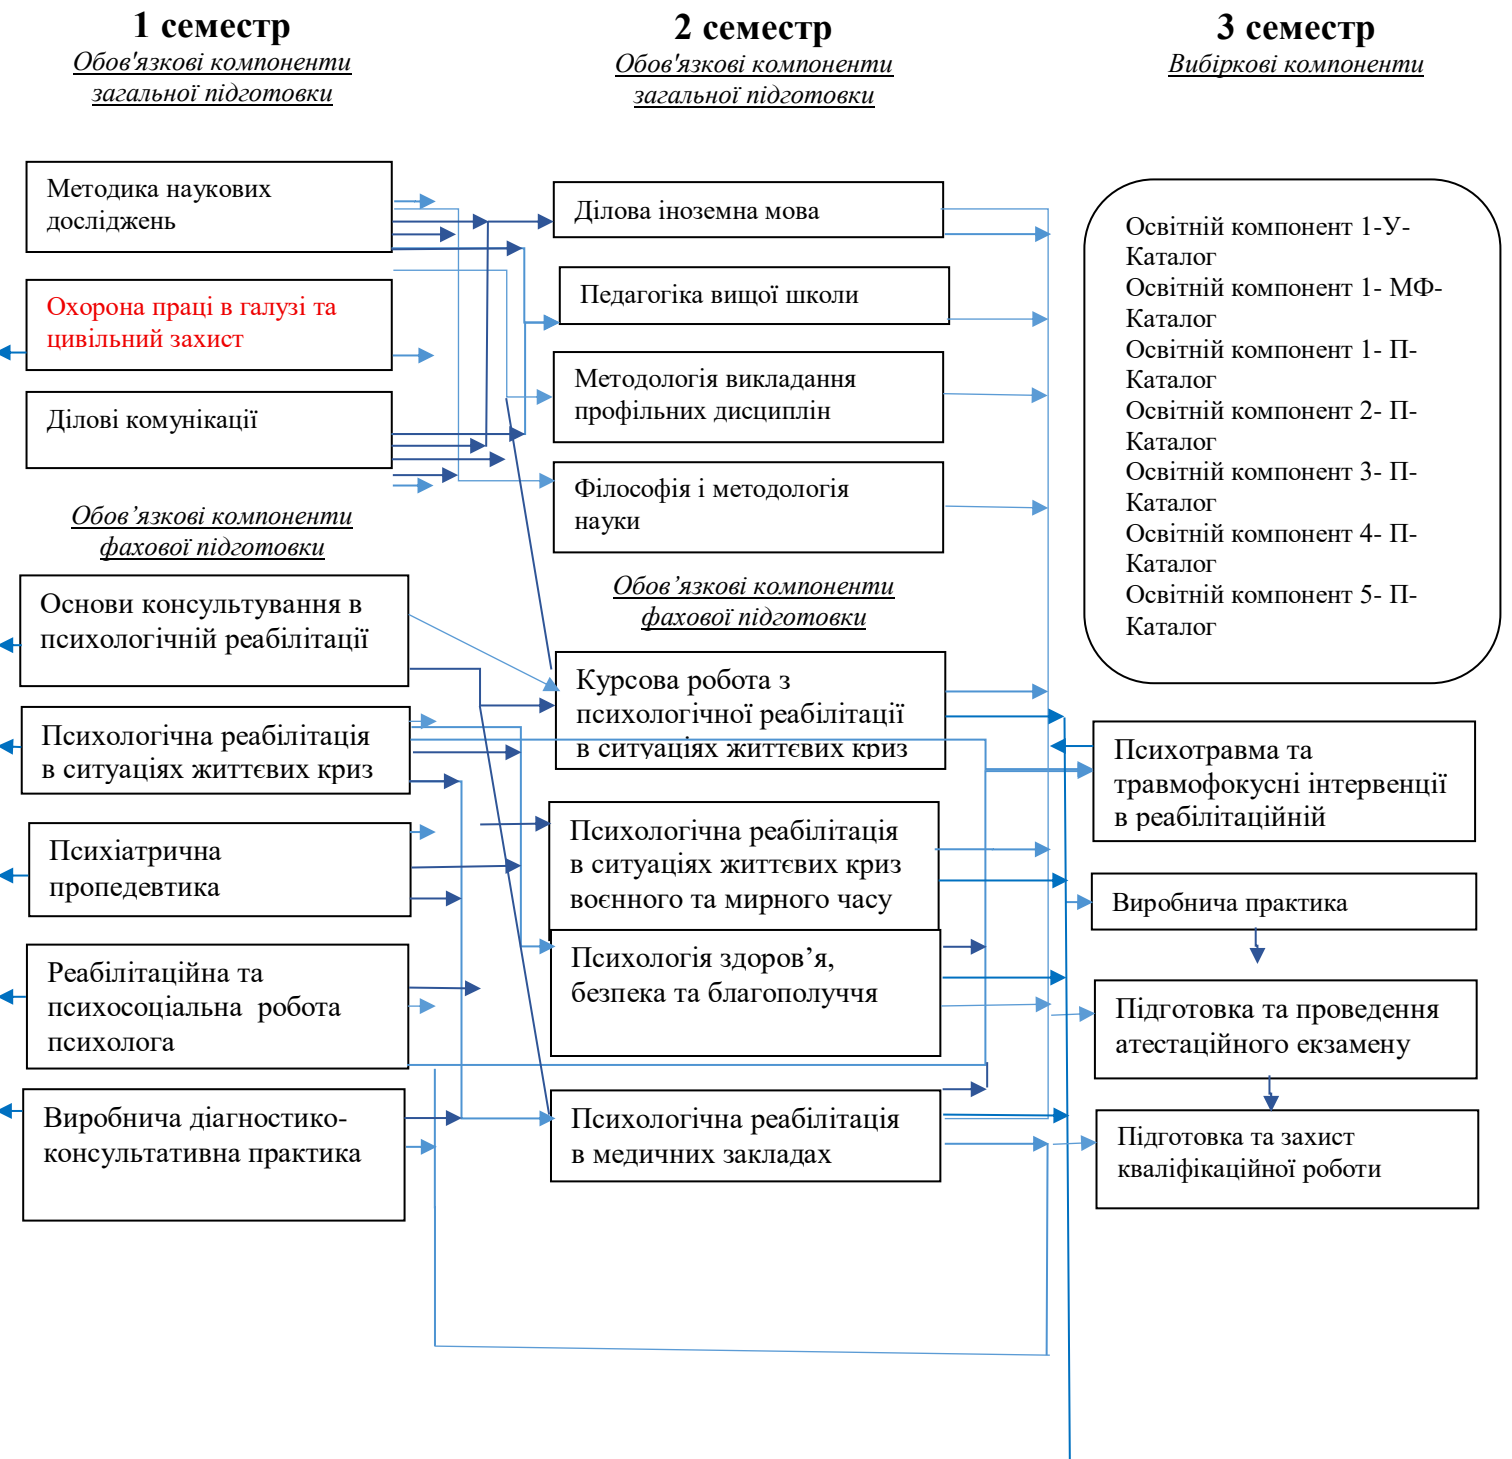 1 семестр
Обов'язкові компоненти
загальної підготовки
Методика наукових
досліджень
Охорона праці в галузі та
цивільний захист
Ділові комунікації
Обов’язкові компоненти
фахової підготовки
Основи консультування в
психологічній реабілітації
Психологічна реабілітація
в ситуаціях життєвих криз
Психіатрична
пропедевтика
Реабілітаційна та
психосоціальна робота
психолога
Виробнича діагностико-
консультативна практика
2 семестр
Обов'язкові компоненти
загальної підготовки
Ділова іноземна мова
Педагогіка вищої школи
Методологія викладання
профільних дисциплін
Філософія і методологія
науки
Обов’язкові компоненти
фахової підготовки
Курсова робота з
психологічної реабілітації
в ситуаціях життєвих криз
Психологічна реабілітація
в ситуаціях життєвих криз
воєнного та мирного часу
Психологія здоров’я,
безпека та благополуччя
Психологічна реабілітація
в медичних закладах
3 семестр
Вибіркові компоненти
Освітній компонент 1-У-
Каталог
Освітній компонент 1- МФ-
Каталог
Освітній компонент 1- П-
Каталог
Освітній компонент 2- П-
Каталог
Освітній компонент 3- П-
Каталог
Освітній компонент 4- П-
Каталог
Освітній компонент 5- П-
Каталог
Психотравма та
травмофокусні інтервенції
в реабілітаційній
Виробнича практика
Підготовка та проведення
атестаційного екзамену
Підготовка та захист
кваліфікаційної роботи